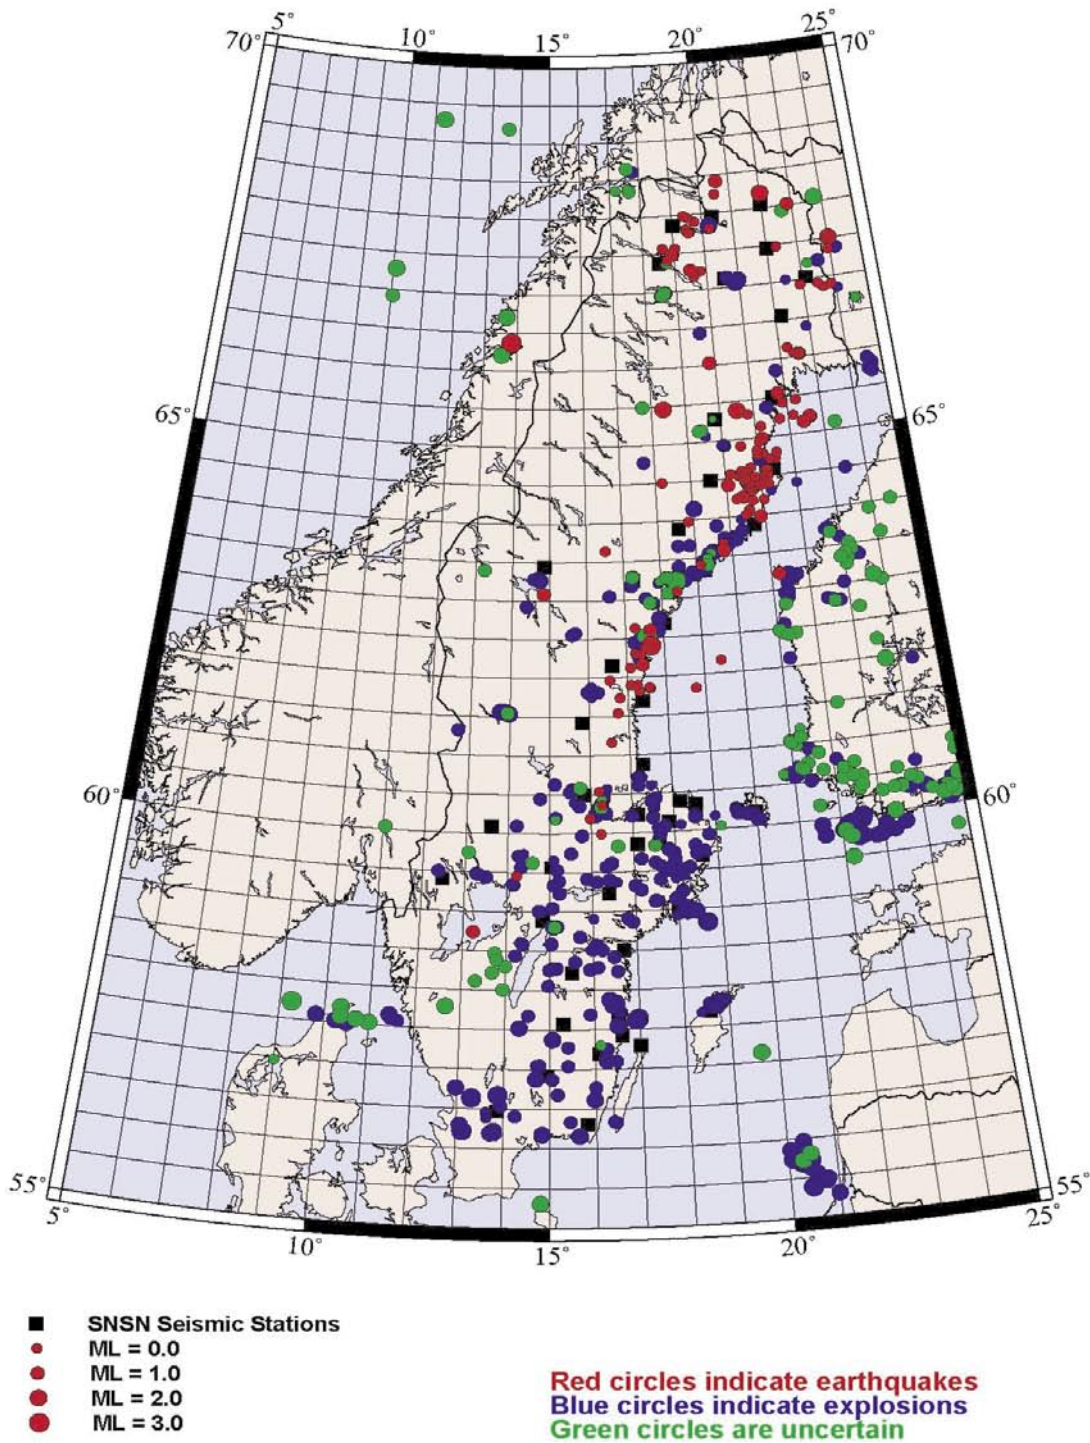 5° 10° 15° 20° 25°
70° 70°
65° 65°
60° 60°
55° 55°
5° 10° 15° 20° 25°
SNSN Seismic Stations
ML = 0.0
ML = 1.0
ML = 2.0
ML = 3.0
Red circles indicate earthquakes
Blue circles indicate explosions
Green circles are uncertain